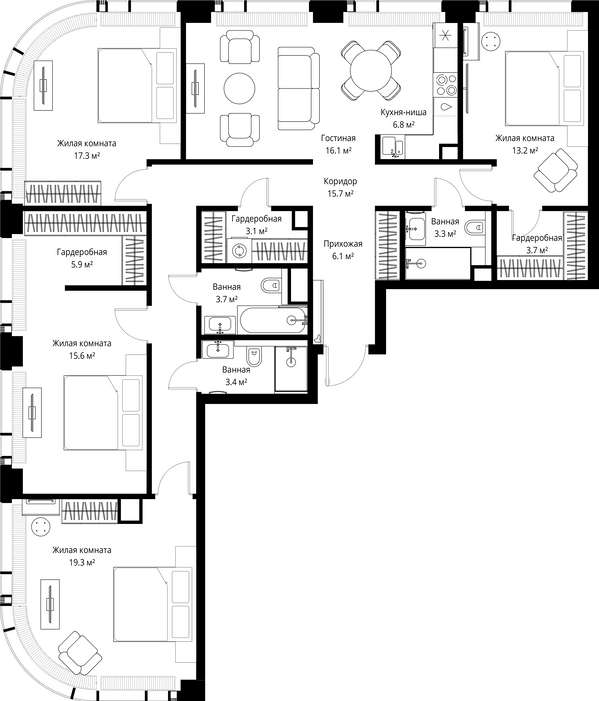 Жилая комната
17.3 м²
Гостиная
16.1 м²
Кухня-ниша
6.8 м²
Жилая комната
13.2 м²
Коридор
15.7 м²
Гардеробная
5.9 м²
Гардеробная
3.1 м²
Прихожая
6.1 м²
Ванная
3.3 м²
Гардеробная
3.7 м²
Ванная
3.7 м²
Жилая комната
15.6 м²
Ванная
3.4 м²
Жилая комната
19.3 м²